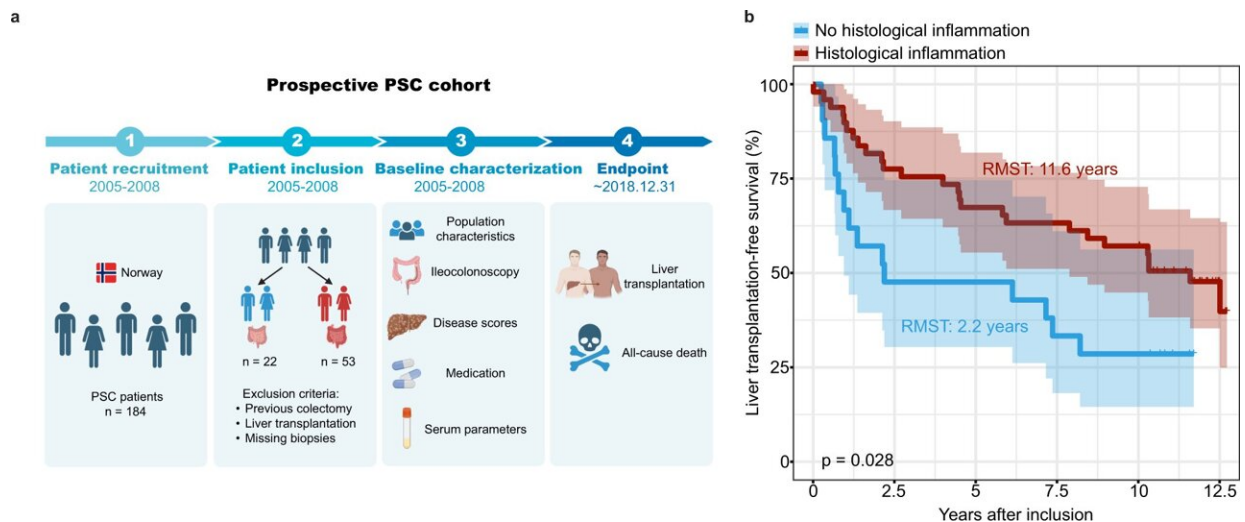 a
Prospective PSC cohort
1
2
3
4
Patient recruitment
2005-2008
Patient inclusion
2005-2008
Baseline characterization
2005-2008
Endpoint
~2018.12.31
Norway
PSC patients
n = 184
n = 22
n = 53
Exclusion criteria:
• Previous colectomy
• Liver transplantation
• Missing biopsies
Population
characteristics
Ileocolonoscopy
Disease scores
Medication
Serum parameters
Liver
transplantation
All-cause death
b
No histological inflammation
Histological inflammation
Liver transplantation-free survival (%)
100
75
50
25
0
RMST: 11.6 years
RMST: 2.2 years
p = 0.028
0
2.5
5
7.5
10
12.5
Years after inclusion